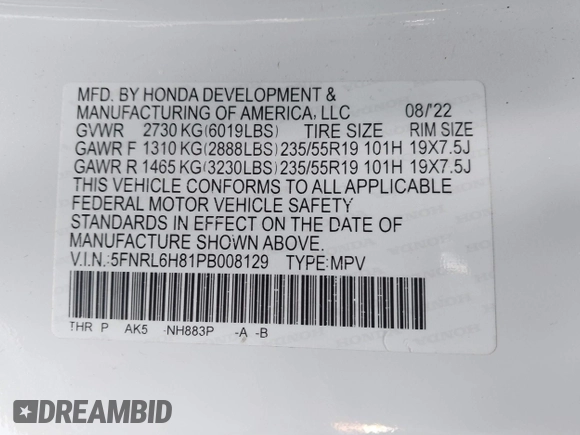 MFD. BY HONDA DEVELOPMENT &
MANUFACTURING OF AMERICA, LLC 08/'22
GVWR 2730 KG(6019LBS) TIRE SIZE RIM SIZE
GAWR F 1310 KG(2888LBS) 235/55R19 101H 19X7.5J
GAWR R 1465 KG(3230LBS) 235/55R19 101H 19X7.5J
THIS VEHICLE CONFORMS TO ALL APPLICABLE
FEDERAL MOTOR VEHICLE SAFETY
STANDARDS IN EFFECT ON THE DATE OF
MANUFACTURE SHOWN ABOVE.
V.I.N.:5FNRL6H81PB008129 TYPE:MPV
THR P AK5 NH883P -A -B
DREAMBID